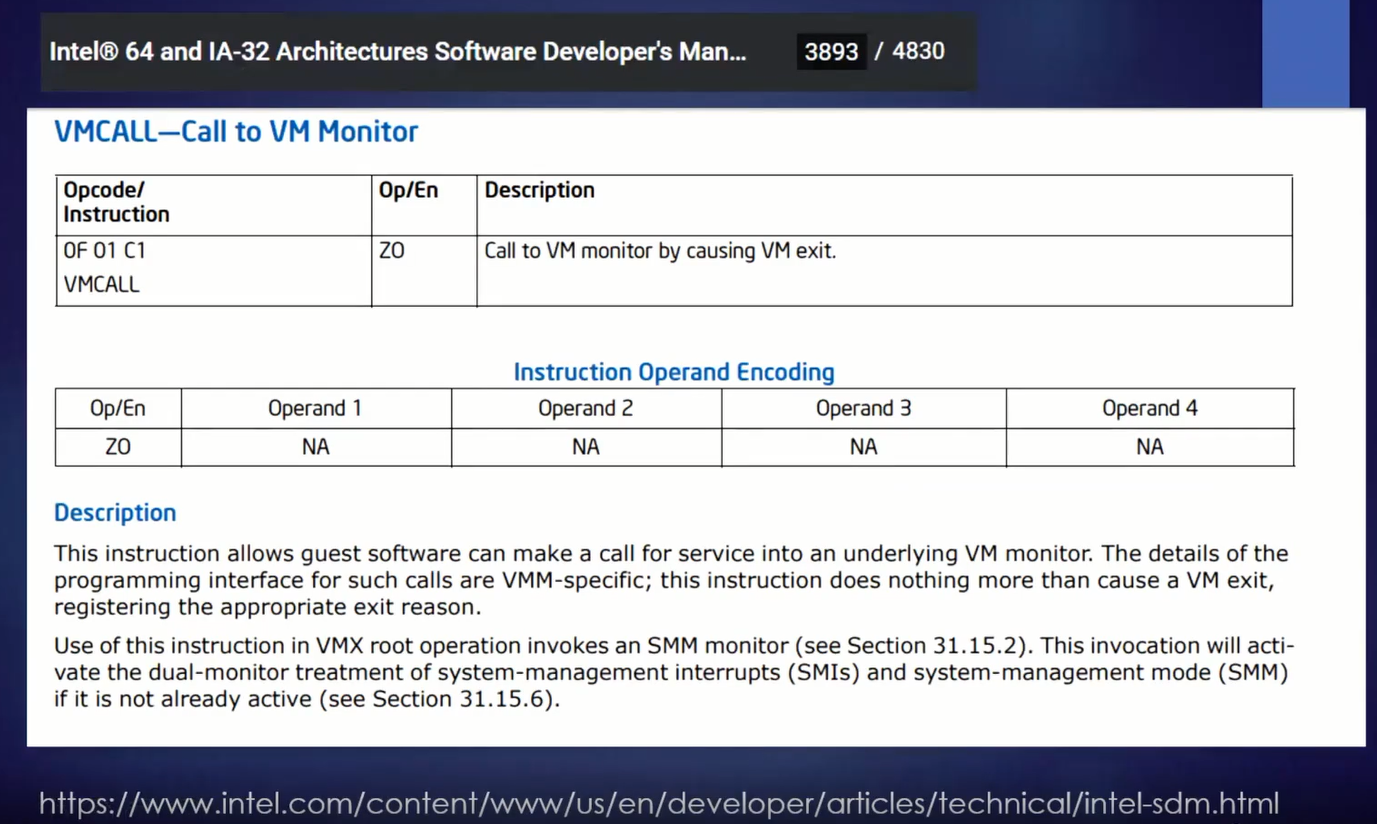 Intel® 64 and IA-32 Architectures Software Developer's Man... 3893 / 4830
VMCALL—Call to VM Monitor
Opcode/ Op/En Description
Instruction
0F 01 C1 ZO Call to VM monitor by causing VM exit.
VMCALL
Instruction Operand Encoding
Op/En Operand 1 Operand 2 Operand 3 Operand 4
ZO NA NA NA NA
Description
This instruction allows guest software can make a call for service into an underlying VM monitor. The details of the
programming interface for such calls are VMM-specific; this instruction does nothing more than cause a VM exit,
registering the appropriate exit reason.
Use of this instruction in VMX root operation invokes an SMM monitor (see Section 31.15.2). This invocation will acti-
vate the dual-monitor treatment of system-management interrupts (SMIs) and system-management mode (SMM)
if it is not already active (see Section 31.15.6).
https://www.intel.com/content/www/us/en/developer/articles/technical/intel-sdm.html